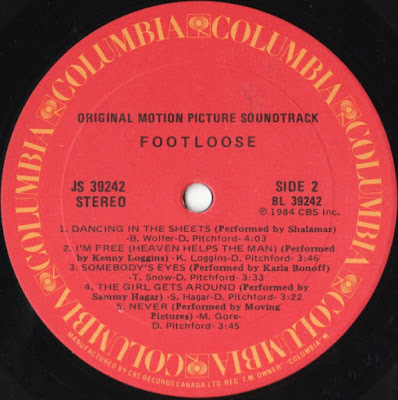 COLUMBIA COLUMBIA COLUMBIA COLUMBIA COLUMBIA COLUMBIA
ORIGINAL MOTION PICTURE SOUNDTRACK
FOOTLOOSE
JS 39242
STEREO
SIDE 2
BL 39242
℗ 1984 CBS Inc.
1. DANCING IN THE SHEETS (Performed by Shalamar)
-B. Wolfer-D. Pitchford- 4:03
2. I'M FREE (HEAVEN HELPS THE MAN) (Performed
by Kenny Loggins) -K. Loggins-D. Pitchford- 3:46
3. SOMEBODY'S EYES (Performed by Karla Bonoff)
-T. Snow-D. Pitchford- 3:33
4. THE GIRL GETS AROUND (Performed by
Sammy Hagar) -S. Hagar-D. Pitchford- 3:22
5. NEVER (Performed by Moving
Pictures) -M. Gore-
D. Pitchford- 3:45
MANUFACTURED BY CBS RECORDS CANADA LTD. REG. T.M. OWNER-"COLUMBIA"